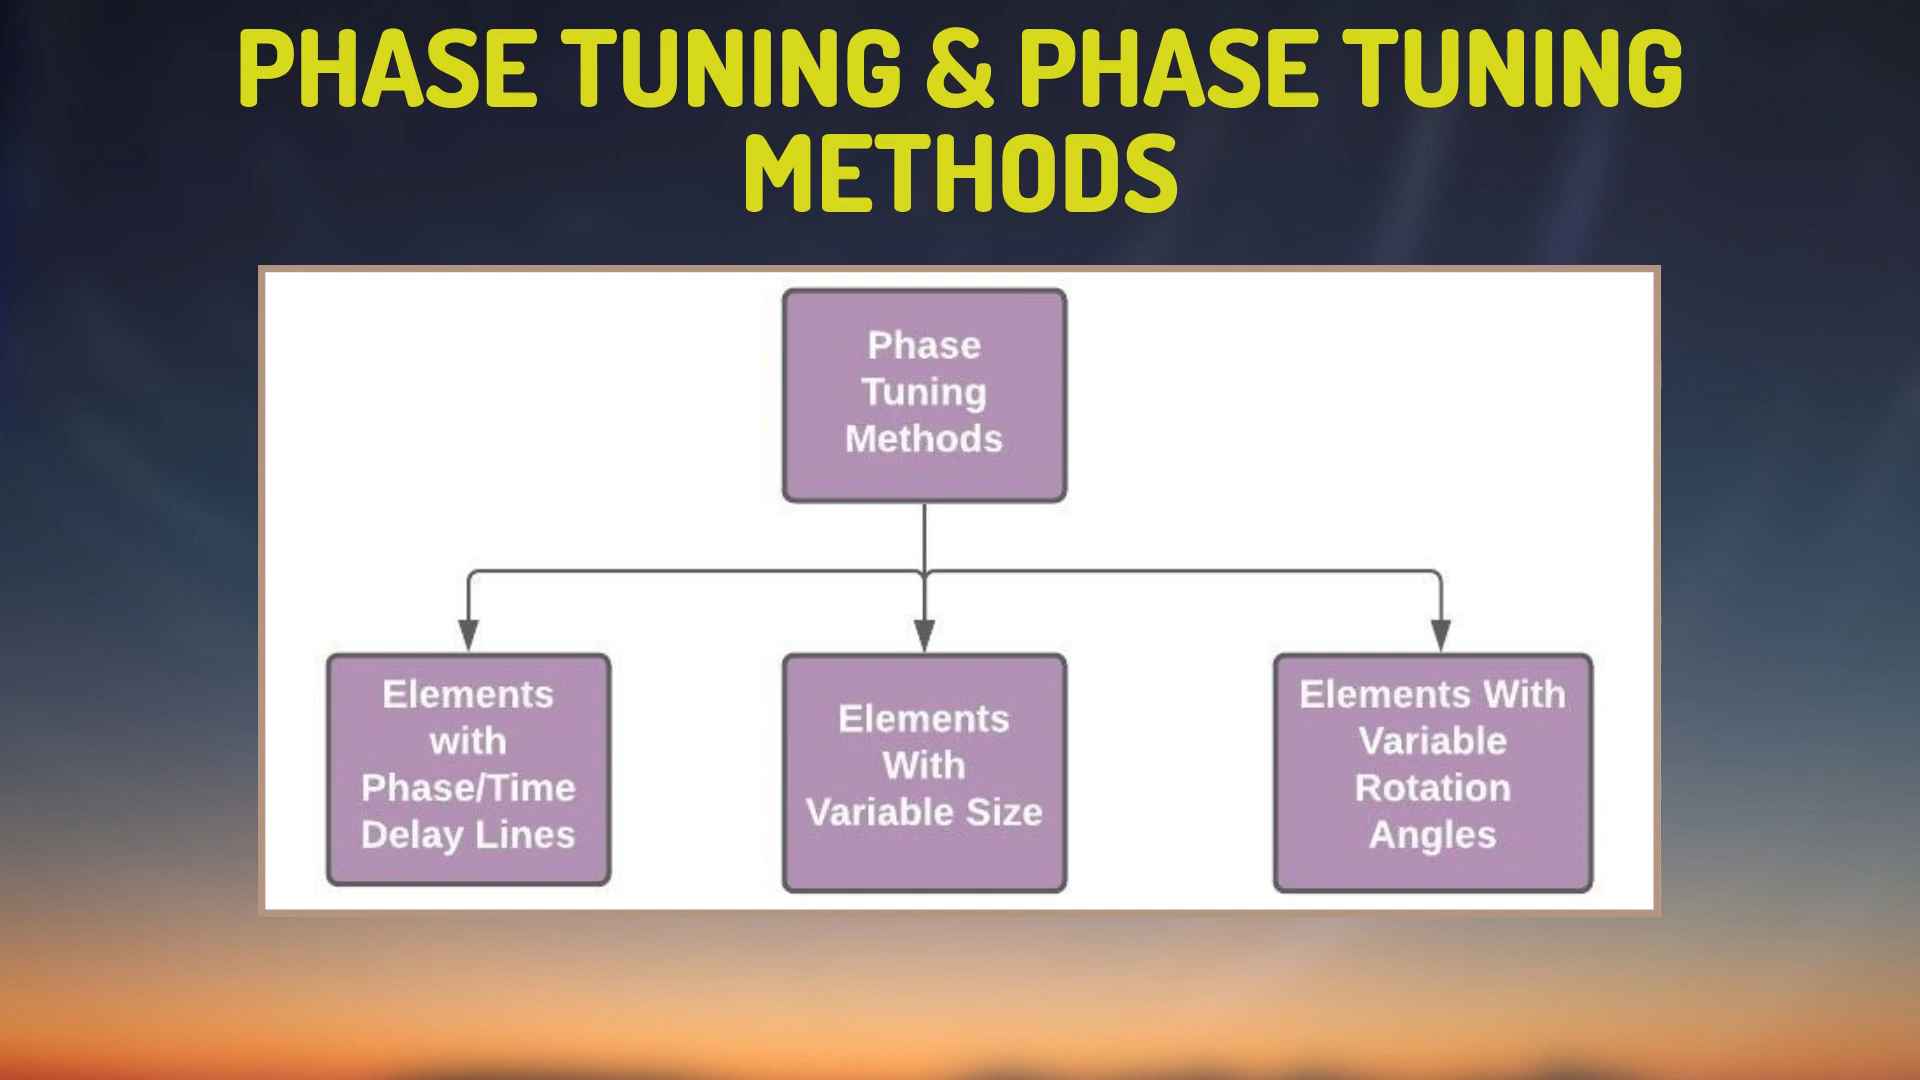 PHASE TUNING & PHASE TUNING
METHODS
Phase
Tuning
Methods
Elements
with
Phase/Time
Delay Lines
Elements
With
Variable Size
Elements With
Variable
Rotation
Angles